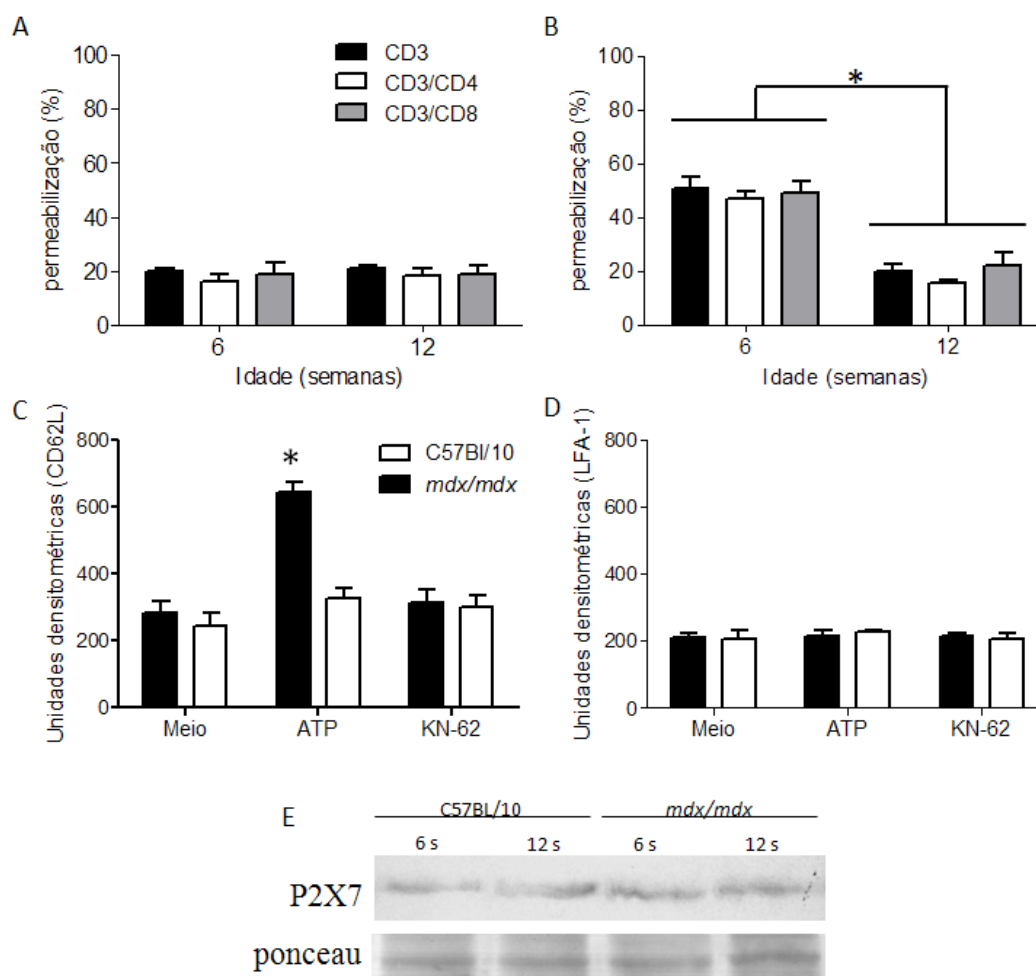 A
CD3
CD3/CD4
CD3/CD8
permeabilização (%)
100
80
60
40
20
0
6
12
Idade (semanas)
B
*
permeabilização (%)
100
80
60
40
20
0
6
12
Idade (semanas)
C
C57Bl/10
mdx/mdx
*
Unidades densitométricas (CD62L)
800
600
400
200
0
Meio
ATP
KN-62
D
Unidades densitométricas (LFA-1)
800
600
400
200
0
Meio
ATP
KN-62
E
C57BL/10
mdx/mdx
6 s
12 s
6 s
12 s
P2X7
ponceau